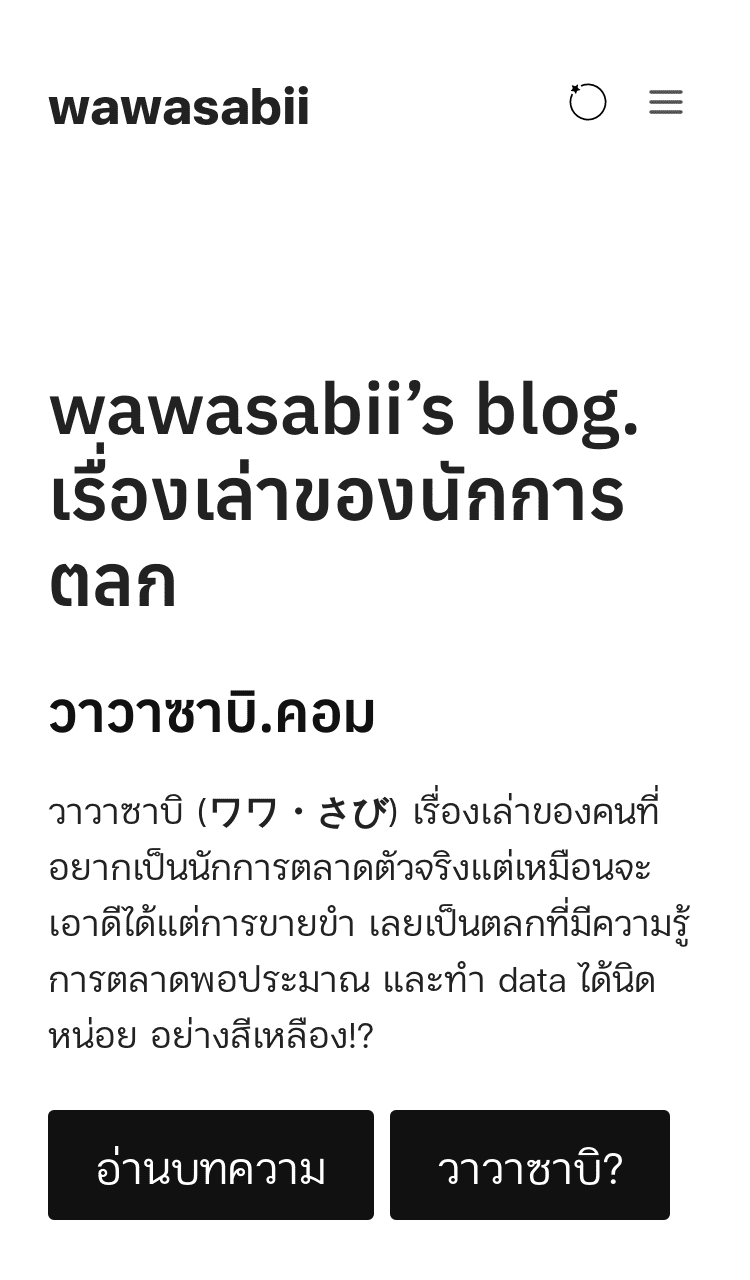 wawasabii
wawasabii’s blog.
เรื่องเล่าของนักการ
ตลก
วาวาซาบิ.คอม
วาวาซาบิ (ワワ・さび) เรื่องเล่าของคนที่
อยากเป็นนักการตลาดตัวจริงแต่เหมือนจะ
เอาดีได้แต่การขายขำ เลยเป็นตลกที่มีความรู้
การตลาดพอประมาณ และทำ data ได้นิด
หน่อย อย่างสีเหลือง!?
อ่านบทความ
วาวาซาบิ?